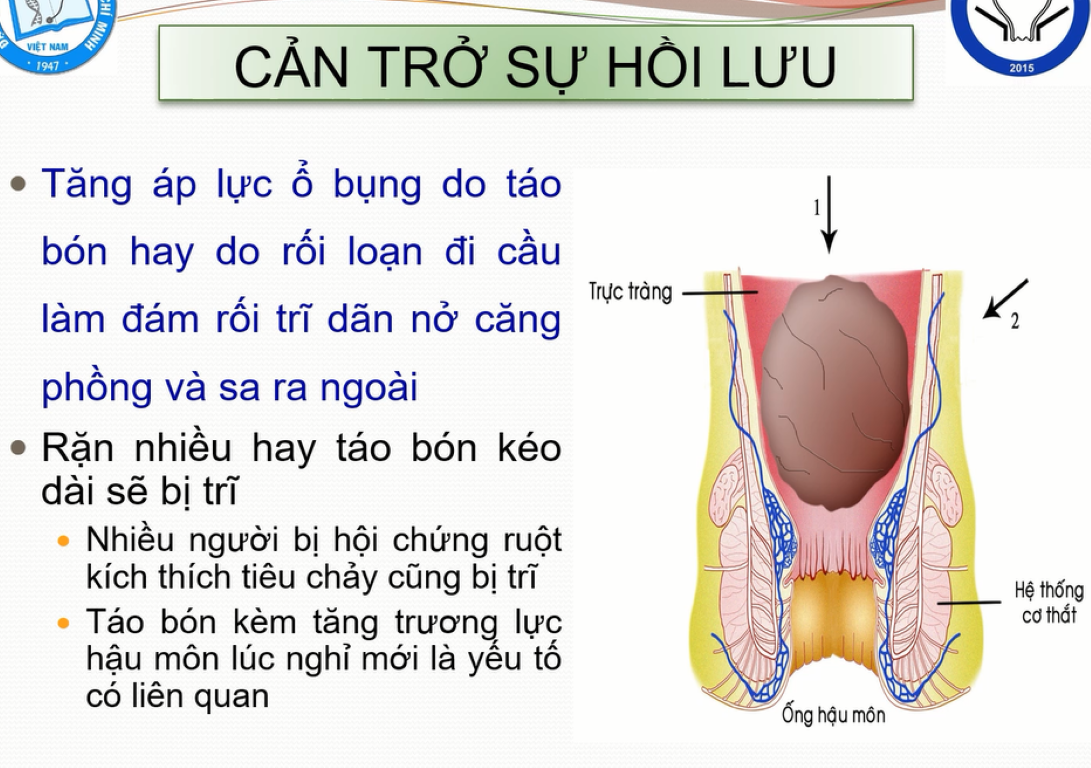 VIỆT NAM
CHÍ MINH
1947
2015
CẢN TRỞ SỰ HỒI LƯU
Tăng áp lực ổ bụng do táo
bón hay do rối loạn đi cầu
làm đám rối trĩ dãn nở căng
phồng và sa ra ngoài
Rặn nhiều hay táo bón kéo
dài sẽ bị trĩ
Nhiều người bị hội chứng ruột
kích thích tiêu chảy cũng bị trĩ
Táo bón kèm tăng trương lực
hậu môn lúc nghỉ mới là yếu tố
có liên quan
1
Trực tràng
2
Hệ thống
cơ thắt
Ống hậu môn